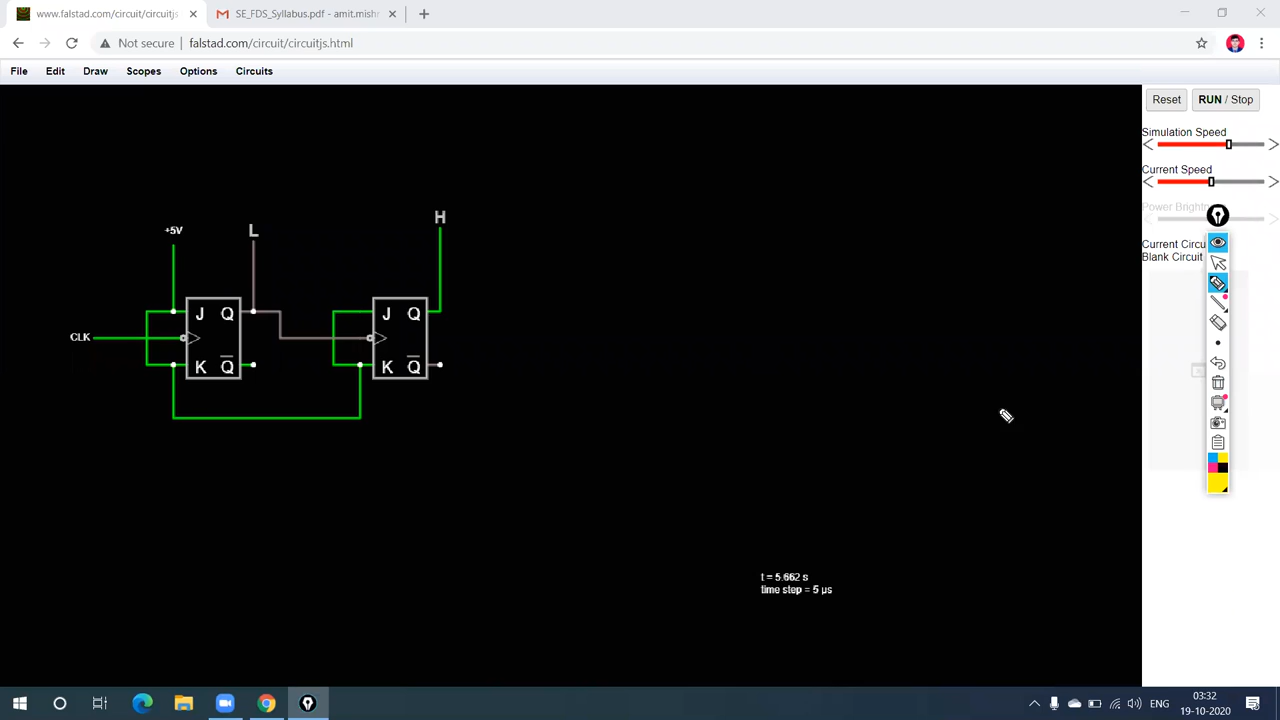 www.falstad.com/circuit/circuitjs
SE_FDS_Syllabus.pdf - amit.mish
Not secure
falstad.com/circuit/circuitjs.html
File Edit Draw Scopes Options Circuits
Reset RUN / Stop
Simulation Speed
Current Speed
Power Brightn
Current Circu
Blank Circuit
+5V
L
H
J Q
J Q
CLK
K Q
K Q
t = 5.662 s
time step = 5 µs
ENG
03:32
19-10-2020